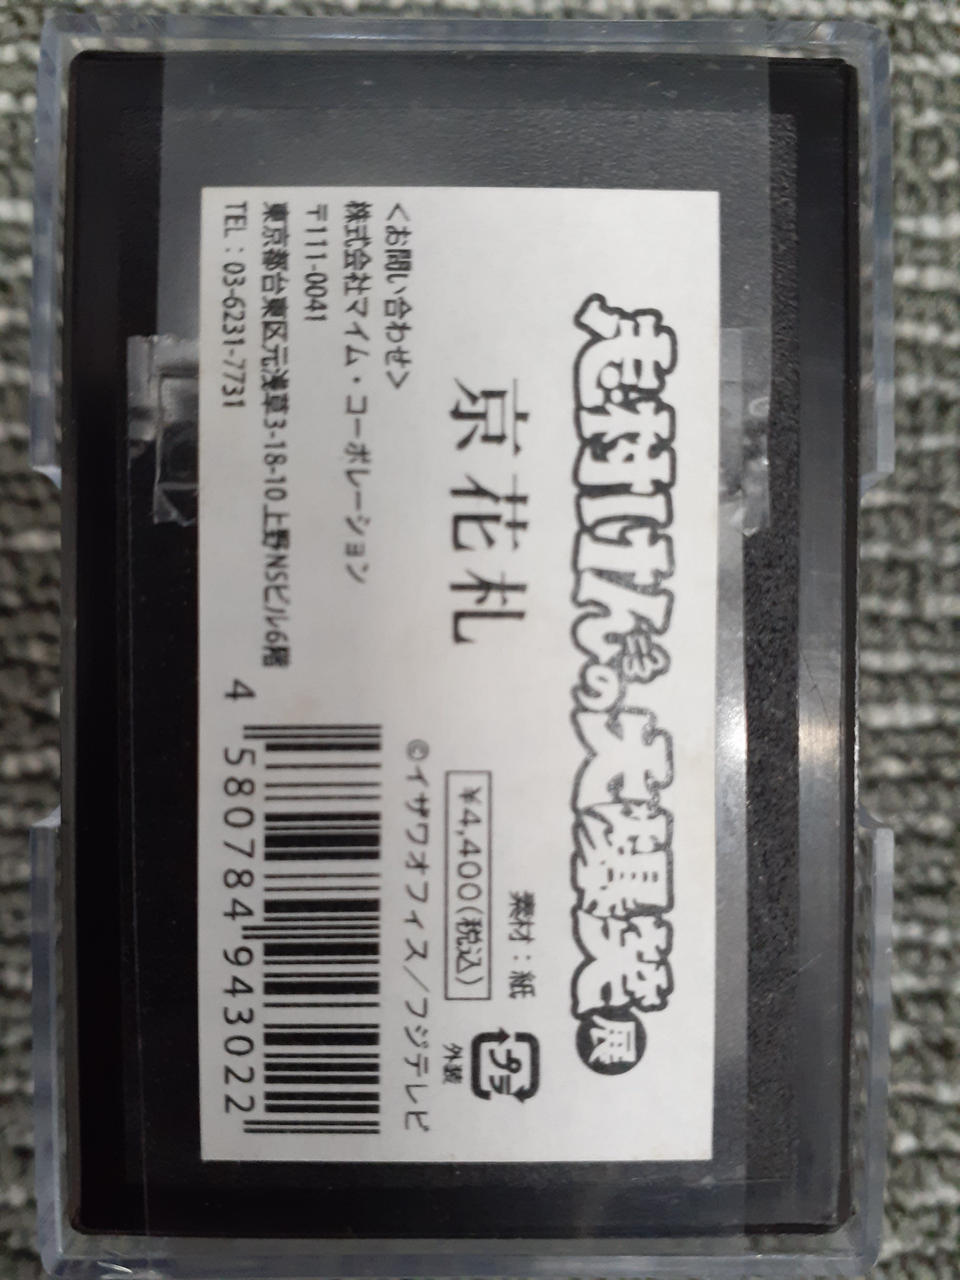 志村けんの大爆笑展
京花札
素材：紙
¥4,400(税込)
プラ
外装
©イザワオフィス／フジテレビ
<お問い合わせ>
株式会社マイム・コーポレーション
〒111-0041
東京都台東区元浅草3-18-10 上野NSビル6階
TEL：03-6231-7731
4 580784 943022